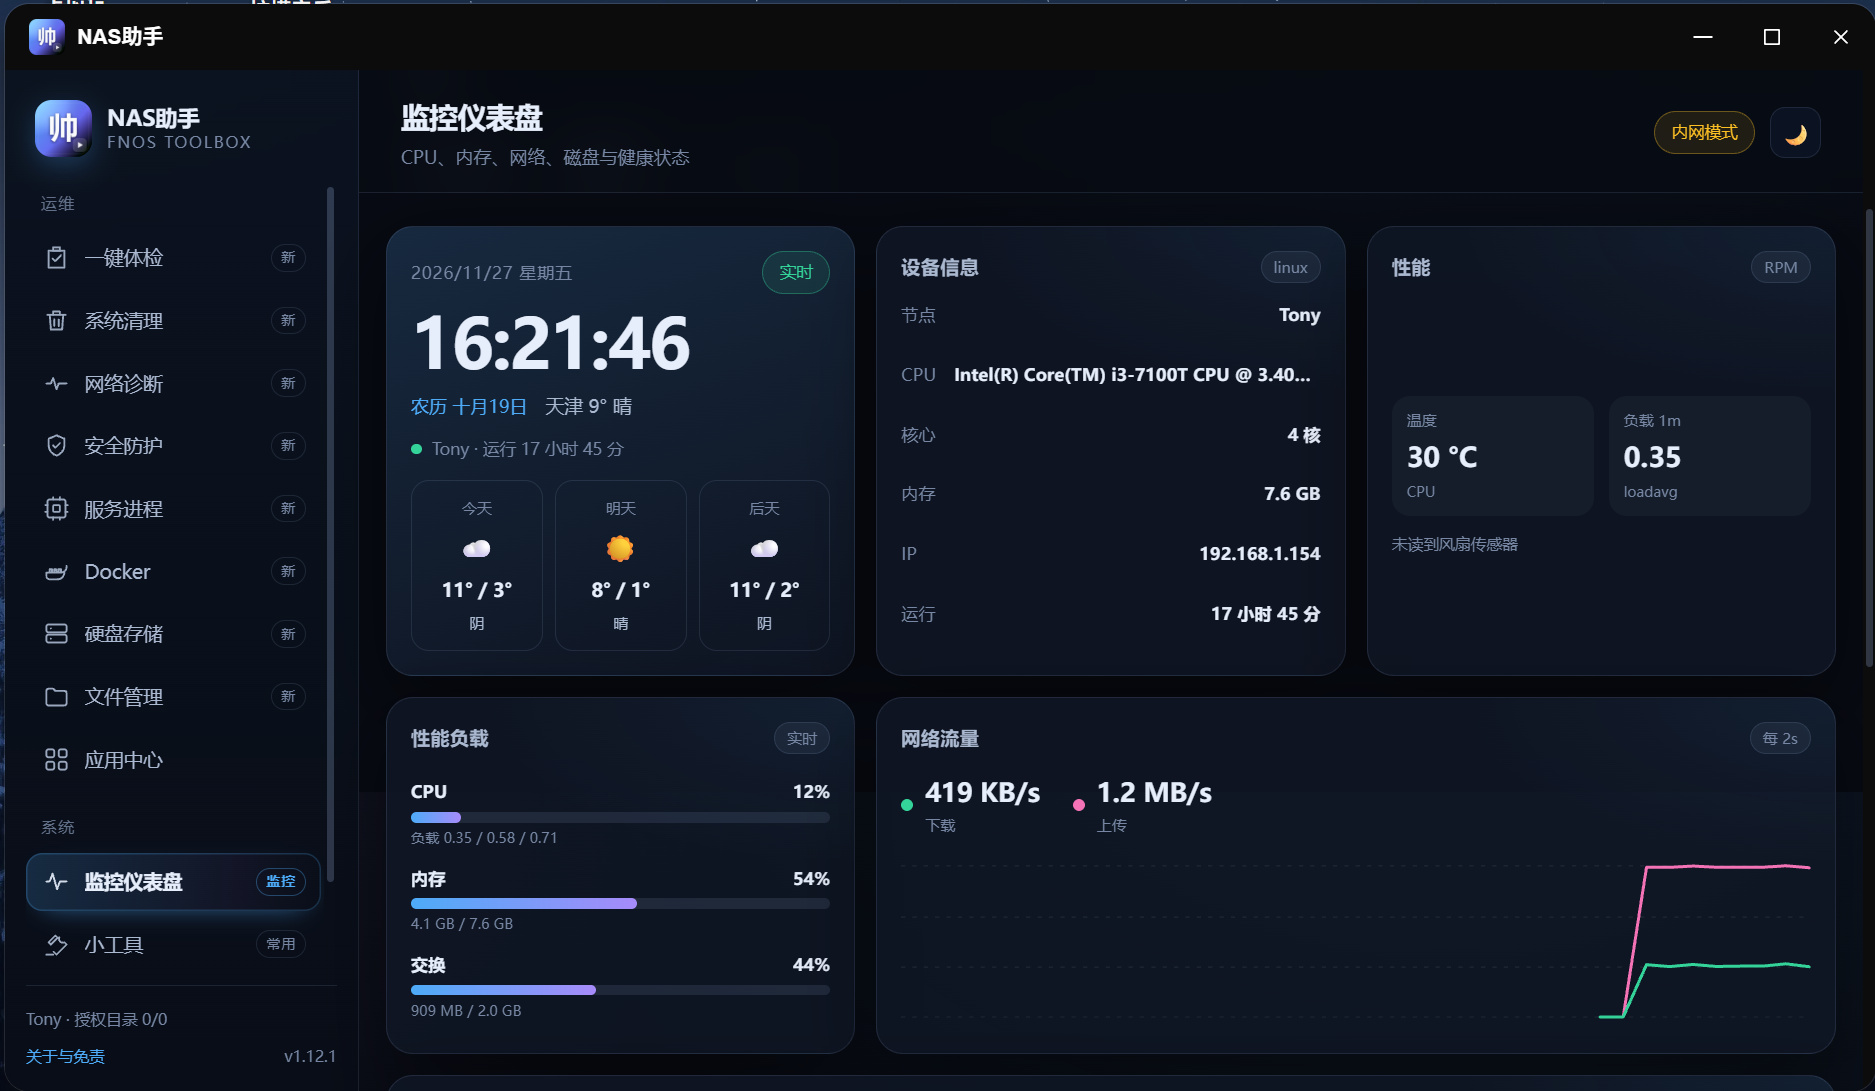 帅 NAS助手
帅
NAS助手
FNOS TOOLBOX
运维
一键体检 新
系统清理 新
网络诊断 新
安全防护 新
服务进程 新
Docker 新
硬盘存储 新
文件管理 新
应用中心
系统
监控仪表盘 监控
小工具 常用
Tony · 授权目录 0/0
关于与免责 v1.12.1
监控仪表盘
CPU、内存、网络、磁盘与健康状态
内网模式
2026/11/27 星期五 实时
16:21:46
农历 十月19日 天津 9° 晴
Tony · 运行 17 小时 45 分
今天 明天 后天
11° / 3° 8° / 1° 11° / 2°
阴 晴 阴
设备信息 linux
节点 Tony
CPU Intel(R) Core(TM) i3-7100T CPU @ 3.40...
核心 4 核
内存 7.6 GB
IP 192.168.1.154
运行 17 小时 45 分
性能 RPM
温度 负载 1m
30 °C 0.35
CPU loadavg
未读到风扇传感器
性能负载 实时
CPU 12%
负载 0.35 / 0.58 / 0.71
内存 54%
4.1 GB / 7.6 GB
交换 44%
909 MB / 2.0 GB
网络流量 每 2s
419 KB/s 1.2 MB/s
下载 上传